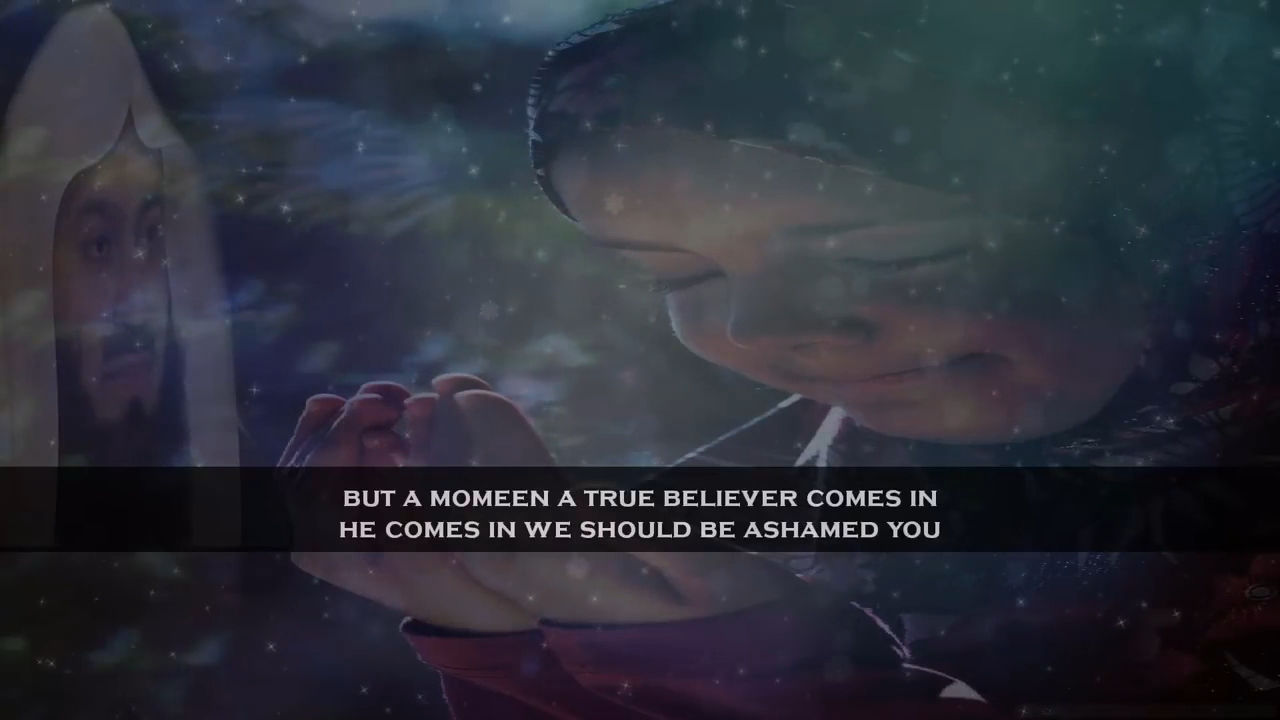 BUT A MOMEEN A TRUE BELIEVER COMES IN
HE COMES IN WE SHOULD BE ASHAMED YOU